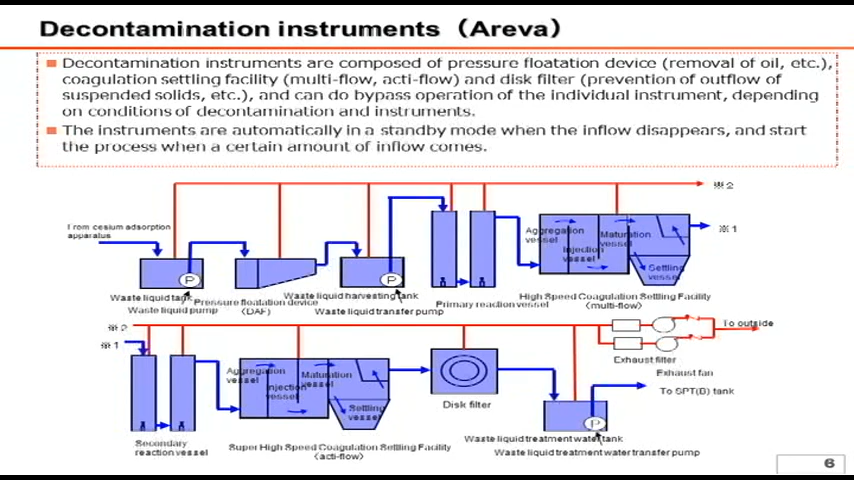 Decontamination instruments（Areva）
Decontamination instruments are composed of pressure floatation device (removal of oil, etc.),
coagulation settling facility (multi-flow, acti-flow) and disk filter (prevention of outflow of
suspended solids, etc.), and can do bypass operation of the individual instrument, depending
on conditions of decontamination and instruments.
The instruments are automatically in a standby mode when the inflow disappears, and start
the process when a certain amount of inflow comes.
※2
From cesium adsorption
apparatus
Aggregation
vessel
Maturation
vessel
Injection
vessel
Settling
vessel
※1
P
P
Waste liquid tank
Waste liquid pump
Pressure floatation device
(DAF)
Waste liquid harvesting tank
Waste liquid transfer pump
Primary reaction vessel
High Speed Coagulation Settling Facility
(multi-flow)
※2
※1
To outside
Exhaust filter
Exhaust fan
Aggregation
vessel
Maturation
vessel
Injection
vessel
Settling
vessel
Disk filter
To SPT(B) tank
P
Secondary
reaction vessel
Super High Speed Coagulation Settling Facility
(acti-flow)
Waste liquid treatment water tank
Waste liquid treatment water transfer pump
6